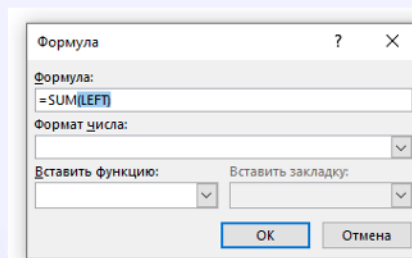 Формула ? ×
Формула:
=SUM(LEFT)
Формат числа:
Вставить функцию: Вставить закладку:
ОК Отмена